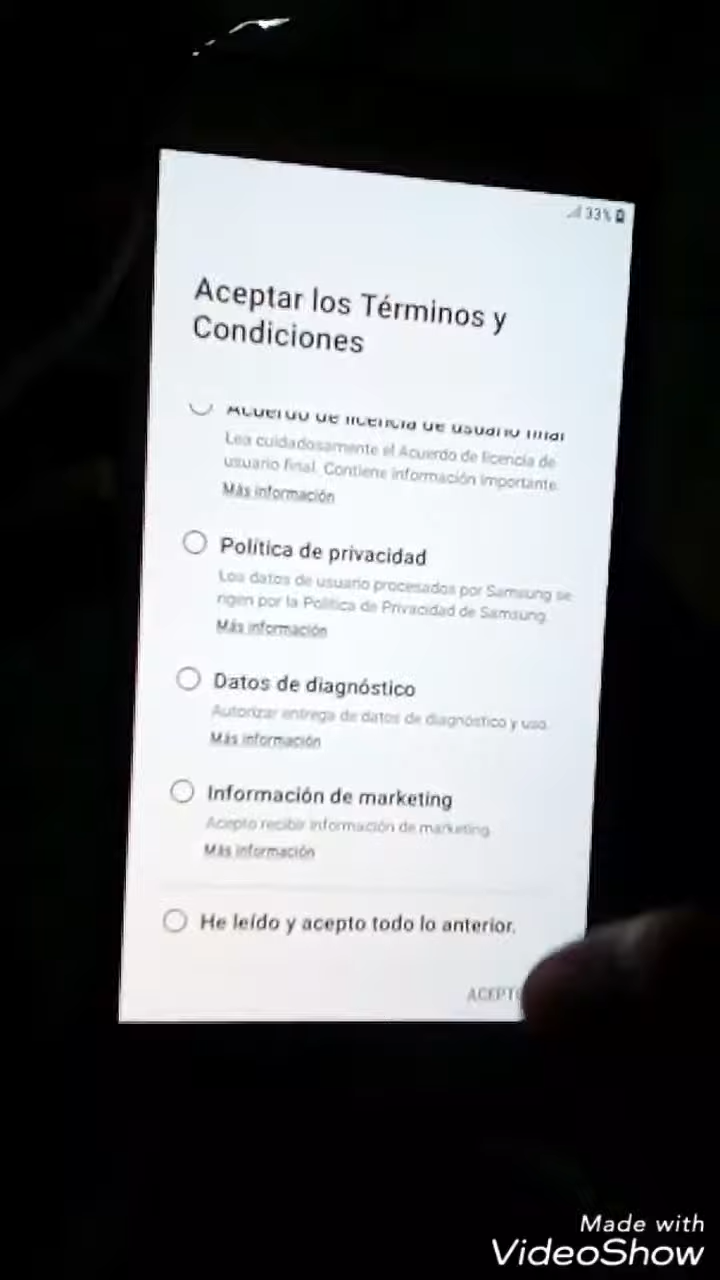 33%
Aceptar los Términos y
Condiciones
Acuerdo de licencia de usuario final
Lea cuidadosamente el Acuerdo de licencia de
usuario final. Contiene información importante.
Más información
Política de privacidad
Los datos de usuario procesados por Samsung se
rigen por la Política de Privacidad de Samsung.
Más información
Datos de diagnóstico
Autorizar entrega de datos de diagnóstico y uso.
Más información
Información de marketing
Acepto recibir información de marketing.
Más información
He leído y acepto todo lo anterior.
ACEPTO
Made with
VideoShow